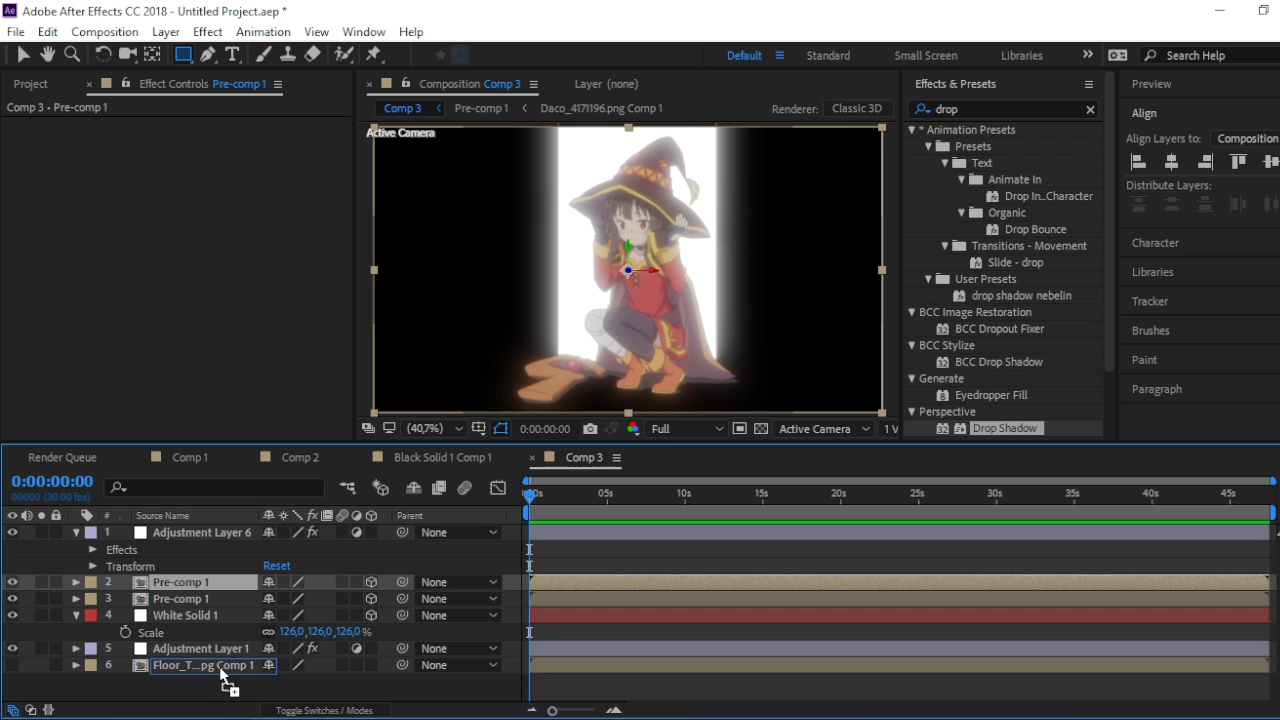 Ae Adobe After Effects CC 2018 - Untitled Project.aep *
File Edit Composition Layer Effect Animation View Window Help
Default Standard Small Screen Libraries Search Help
Project × Effect Controls Pre-comp 1
Comp 3 • Pre-comp 1
× Composition Comp 3 Layer (none)
Comp 3 Pre-comp 1 Daco_4171196.png Comp 1 Renderer: Classic 3D
Active Camera
(40,7%) 0:00:00:00 Full Active Camera 1 V
Effects & Presets
drop
* Animation Presets
Presets
Text
Animate In
Drop In...Character
Organic
Drop Bounce
Transitions - Movement
Slide - drop
User Presets
drop shadow nebelin
BCC Image Restoration
BCC Dropout Fixer
BCC Stylize
BCC Drop Shadow
Generate
Eyedropper Fill
Perspective
Drop Shadow
Preview
Align
Align Layers to: Composition
Distribute Layers:
Character
Libraries
Tracker
Brushes
Paint
Paragraph
Render Queue Comp 1 Comp 2 Black Solid 1 Comp 1 × Comp 3
0:00:00:00
00000 (30.00 fps)
05s 10s 15s 20s 25s 30s 35s 40s 45s
# Source Name Parent
1 Adjustment Layer 6 None
Effects
Transform Reset
2 Pre-comp 1 None
3 Pre-comp 1 None
4 White Solid 1 None
Scale 126,0,126,0,126,0%
5 Adjustment Layer 1 None
6 Floor_T...pg Comp 1 None
Toggle Switches / Modes